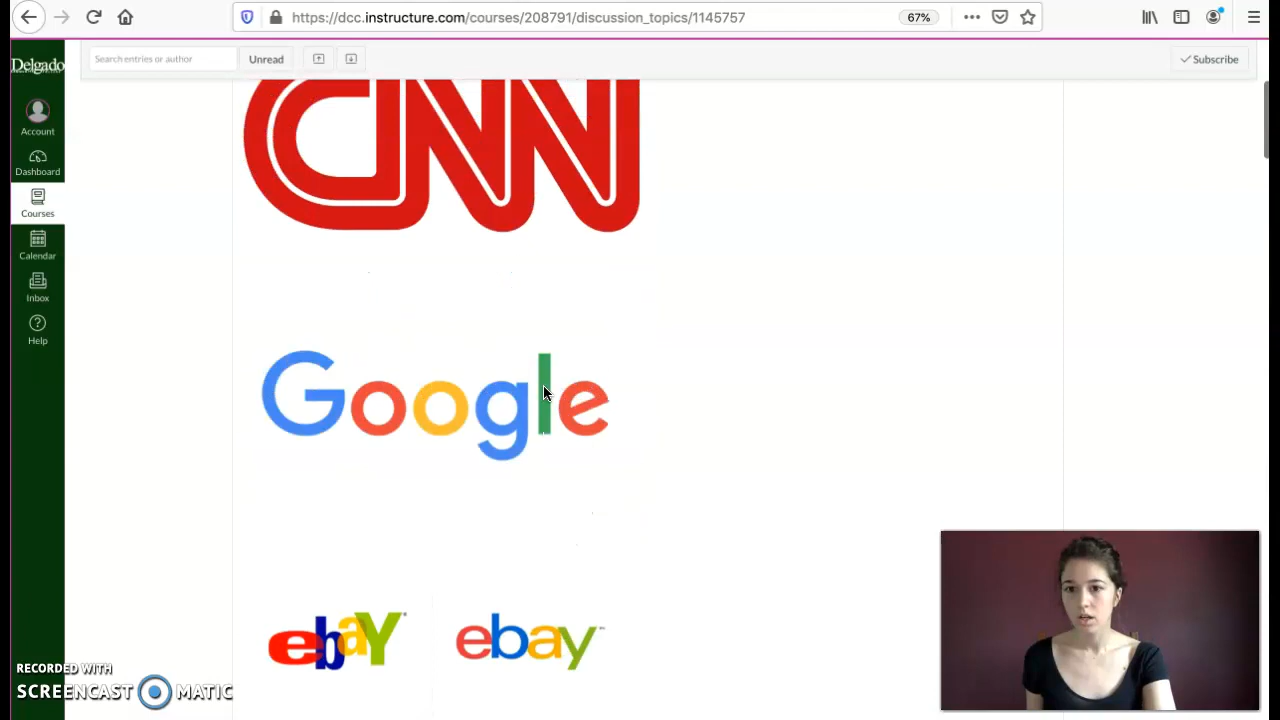 https://dcc.instructure.com/courses/208791/discussion_topics/1145757
67%
Delgado
Search entries or author
Unread
Subscribe
Account
Dashboard
Courses
Calendar
Inbox
Help
CNN
Google
ebaY
ebay
RECORDED WITH
SCREENCAST MATIC